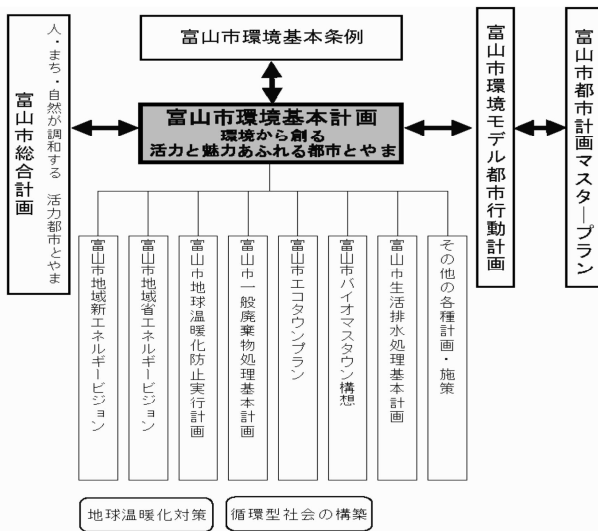 富山市環境基本条例
富山市環境基本計画
環境から創る
活力と魅力あふれる都市とやま
人・まち・自然が調和する　活力都市とやま
富山市総合計画
富山市環境モデル都市行動計画
富山市都市計画マスタープラン
富山市地域新エネルギービジョン
富山市地域省エネルギービジョン
富山市地球温暖化防止実行計画
富山市一般廃棄物処理基本計画
富山市エコタウンプラン
富山市バイオマスタウン構想
富山市生活排水処理基本計画
その他の各種計画・施策
地球温暖化対策
循環型社会の構築